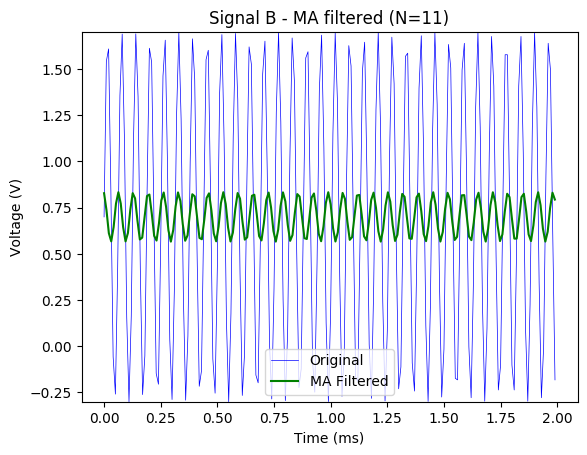 Signal B - MA filtered (N=11)
1.50
1.25
1.00
0.75
0.50
0.25
0.00
−0.25
Voltage (V)
Original
MA Filtered
0.00 0.25 0.50 0.75 1.00 1.25 1.50 1.75 2.00
Time (ms)